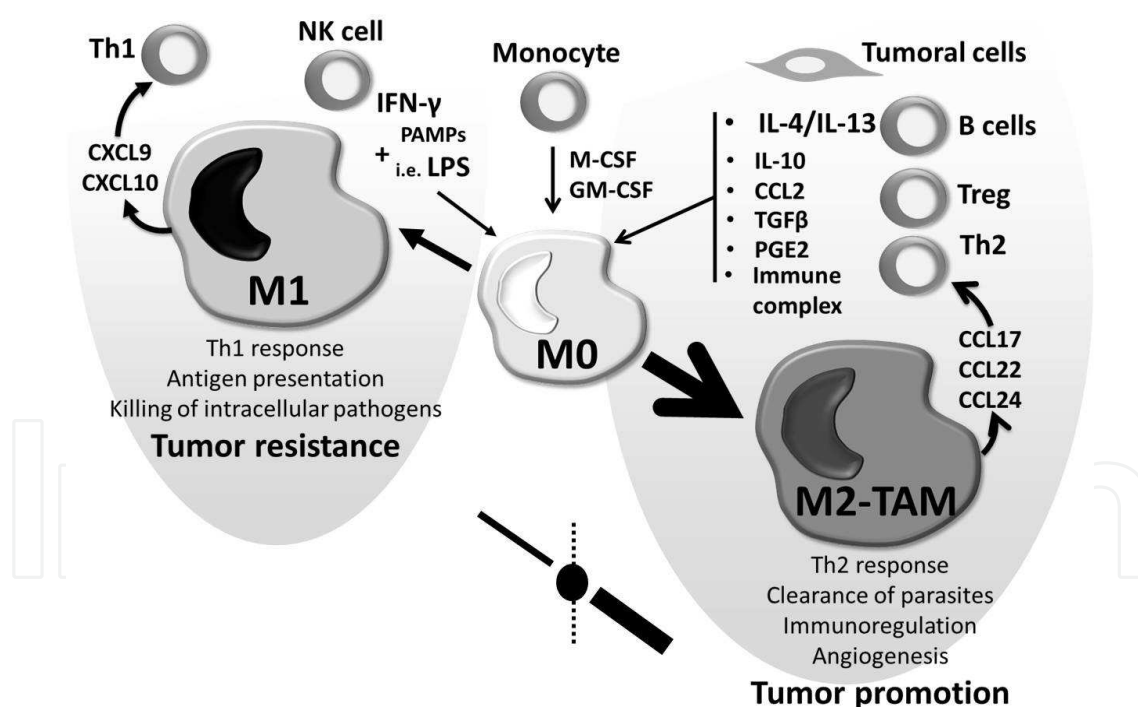 Th1
NK cell
IFN-γ
PAMPs
+
i.e. LPS
CXCL9
CXCL10
M1
Th1 response
Antigen presentation
Killing of intracellular pathogens
Tumor resistance
Monocyte
M-CSF
GM-CSF
M0
Tumoral cells
• IL-4/IL-13
• IL-10
• CCL2
• TGFβ
• PGE2
• Immune
complex
B cells
Treg
Th2
CCL17
CCL22
CCL24
M2-TAM
Th2 response
Clearance of parasites
Immunoregulation
Angiogenesis
Tumor promotion